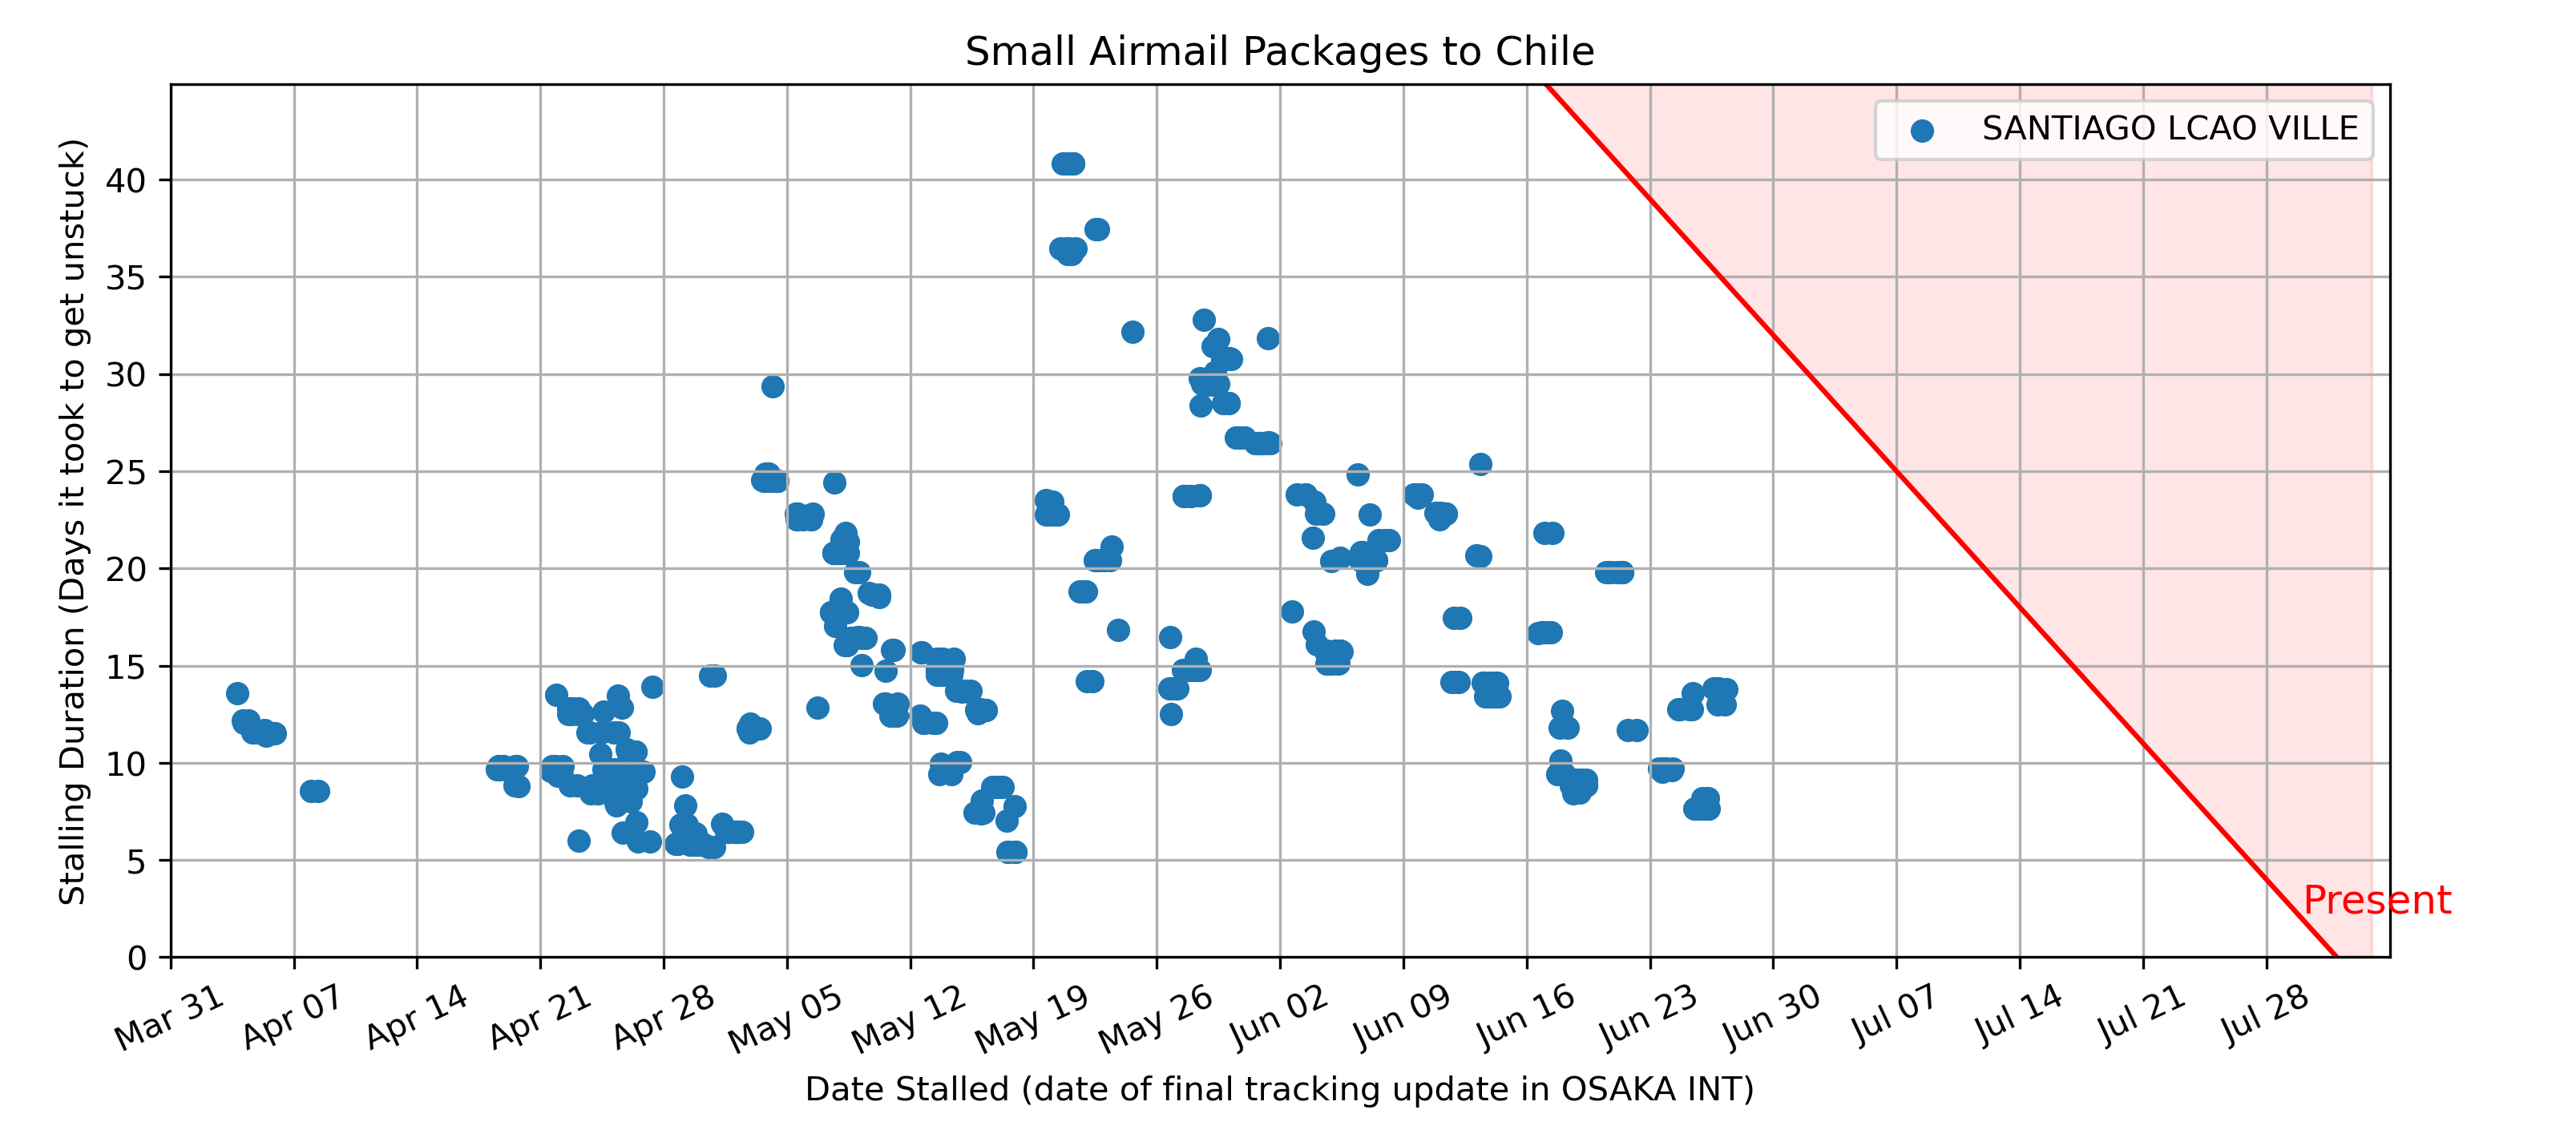 Small Airmail Packages to Chile
SANTIAGO LCAO VILLE
Stalling Duration (Days it took to get unstuck)
40
35
30
25
20
15
10
5
0
Present
Mar 31
Apr 07
Apr 14
Apr 21
Apr 28
May 05
May 12
May 19
May 26
Jun 02
Jun 09
Jun 16
Jun 23
Jun 30
Jul 07
Jul 14
Jul 21
Jul 28
Date Stalled (date of final tracking update in OSAKA INT)